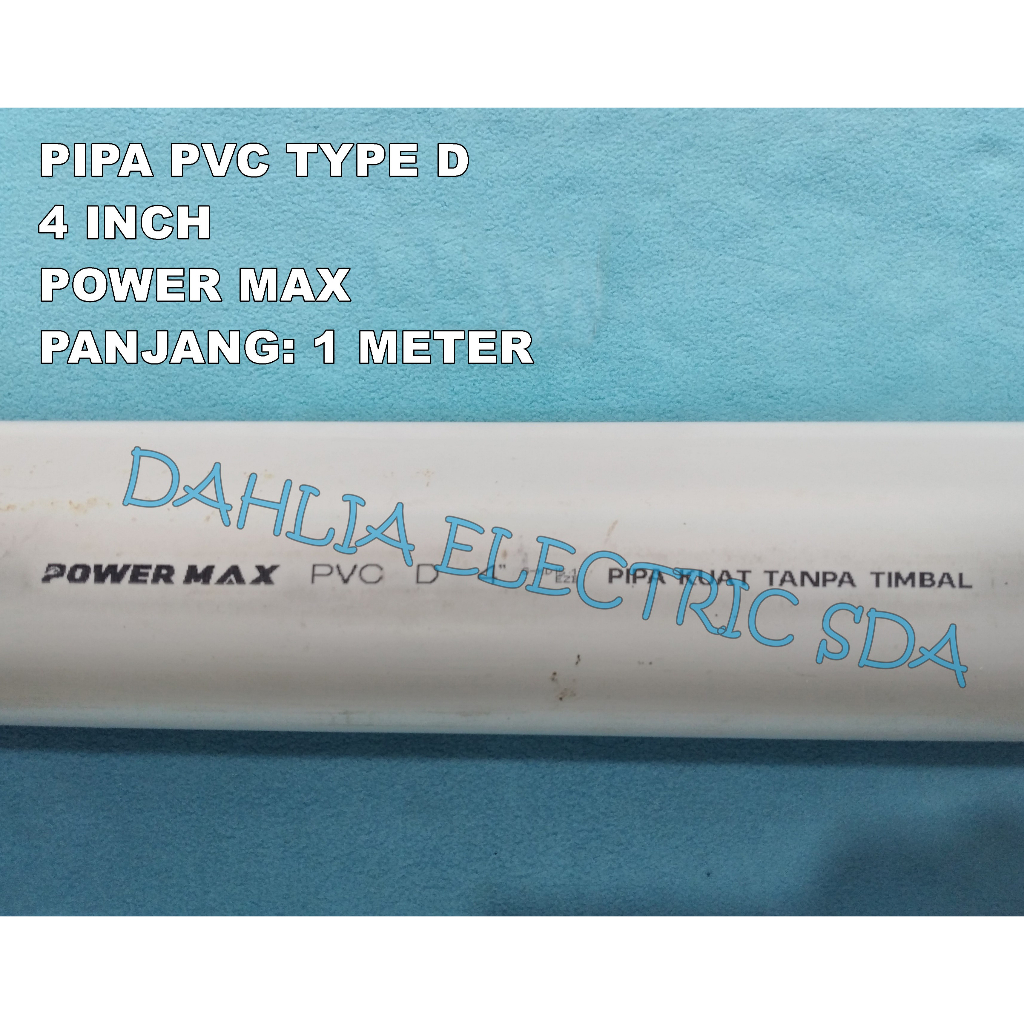 PIPA PVC TYPE D
4 INCH
POWER MAX
PANJANG: 1 METER
DAHLIA ELECTRIC SDA
POWER MAX PVC D 4" PIPA KUAT TANPA TIMBAL